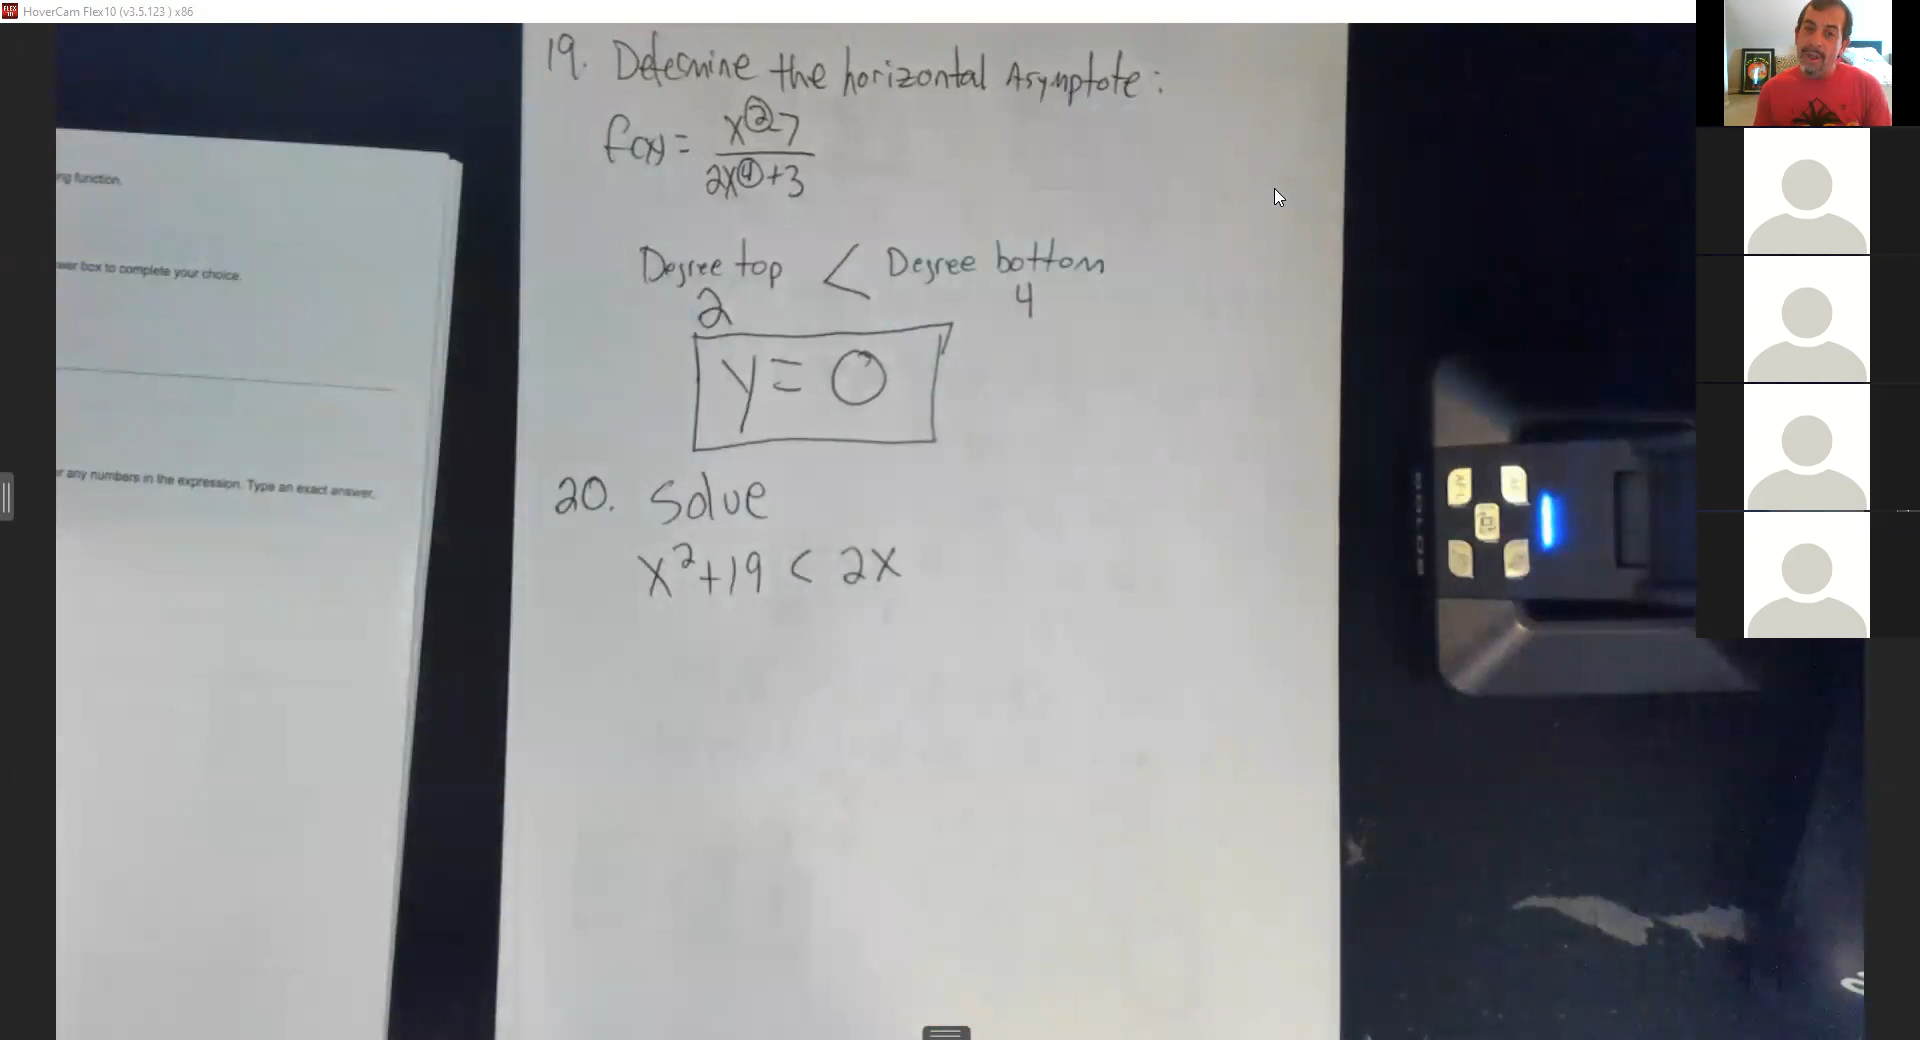 HoverCam Flex10 (v3.5.123 ) x86
19. Determine the horizontal Asymptote:
f(x) = x²-7
2x⁴+3
Degree top < Degree bottom
2 4
y = 0
20. Solve
x²+19 < 2x
ng function.
wer box to complete your choice.
r any numbers in the expression. Type an exact answer,